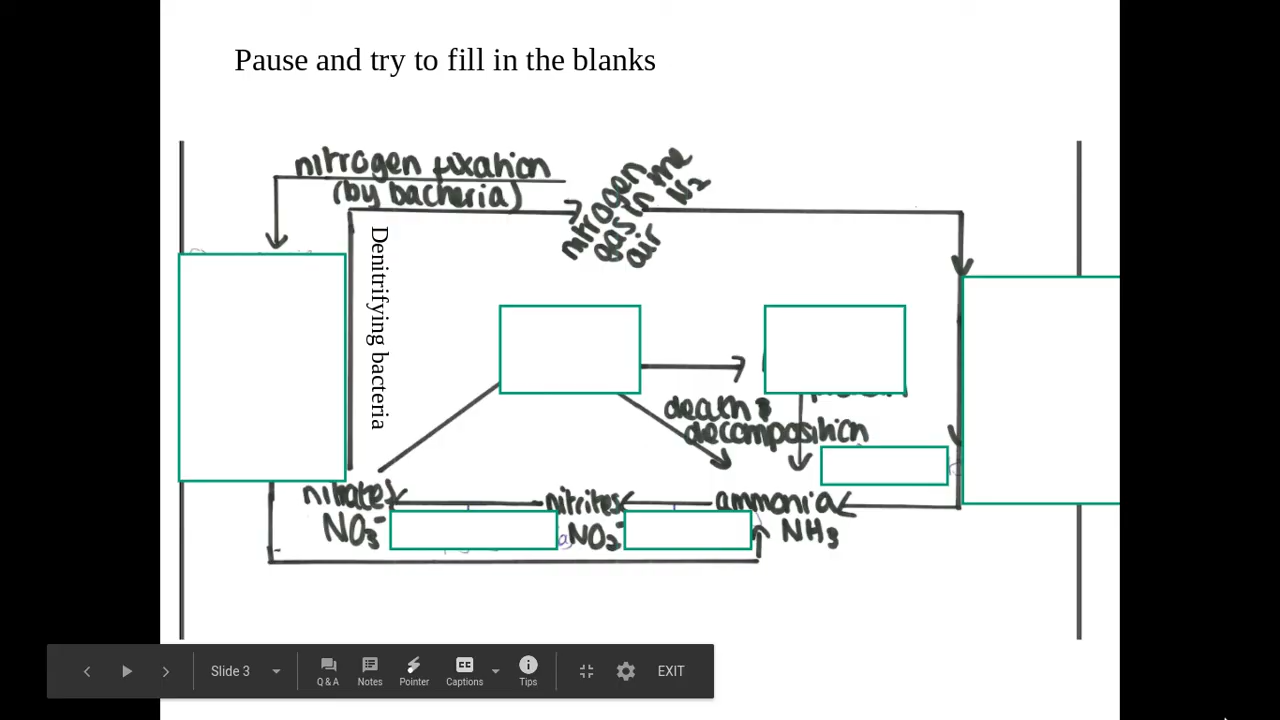 Pause and try to fill in the blanks
nitrogen fixation
(by bacteria)
nitrogen
gas in the
air N₂
Denitrifying bacteria
death &
decomposition
nitrate
NO₃⁻
nitrites
NO₂⁻
ammonia
NH₃
Slide 3
Q & A
Notes
Pointer
Captions
Tips
EXIT